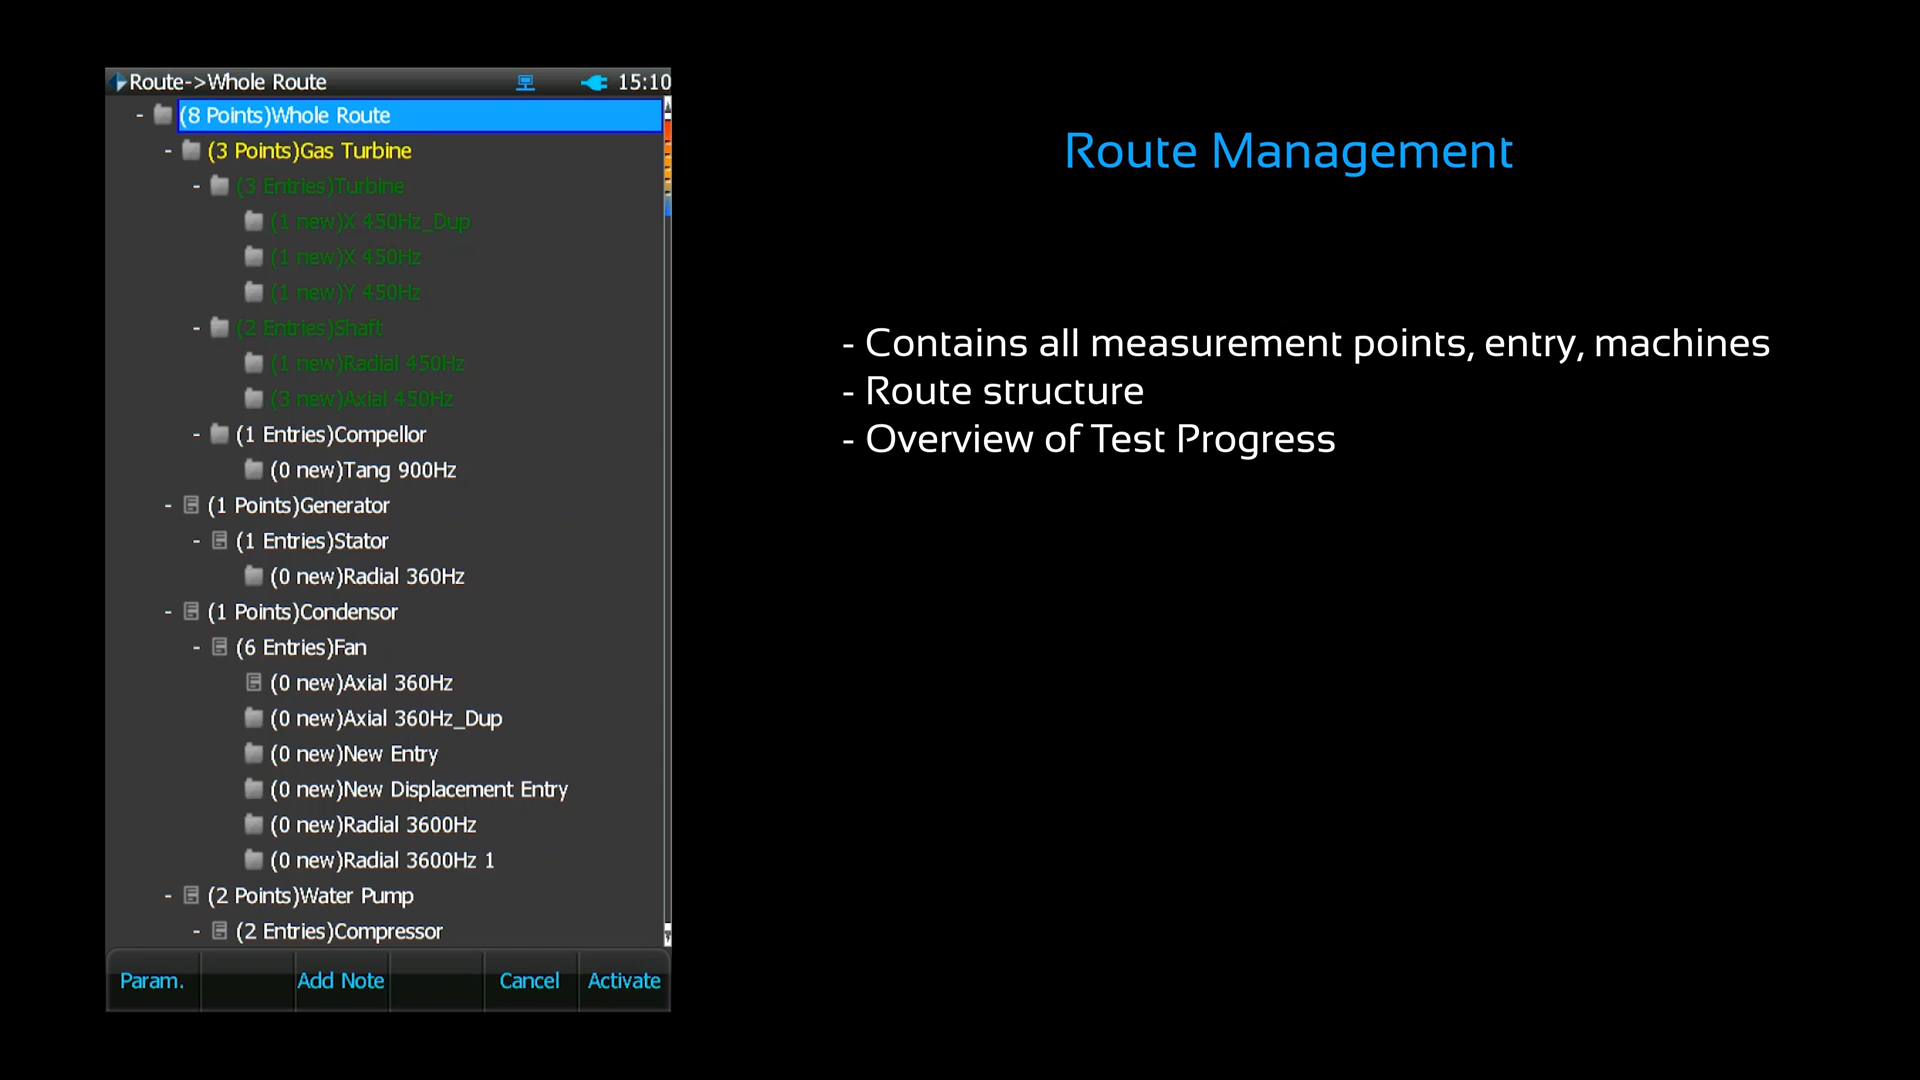 Route->Whole Route 15:10
- (8 Points)Whole Route
- (3 Points)Gas Turbine
- (3 Entries)Turbine
(1 new)X 450Hz_Dup
(1 new)X 450Hz
(1 new)Y 450Hz
- (2 Entries)Shaft
(1 new)Radial 450Hz
(3 new)Axial 450Hz
- (1 Entries)Compellor
(0 new)Tang 900Hz
- (1 Points)Generator
- (1 Entries)Stator
(0 new)Radial 360Hz
- (1 Points)Condensor
- (6 Entries)Fan
(0 new)Axial 360Hz
(0 new)Axial 360Hz_Dup
(0 new)New Entry
(0 new)New Displacement Entry
(0 new)Radial 3600Hz
(0 new)Radial 3600Hz 1
- (2 Points)Water Pump
- (2 Entries)Compressor
Param. Add Note Cancel Activate
Route Management
- Contains all measurement points, entry, machines
- Route structure
- Overview of Test Progress